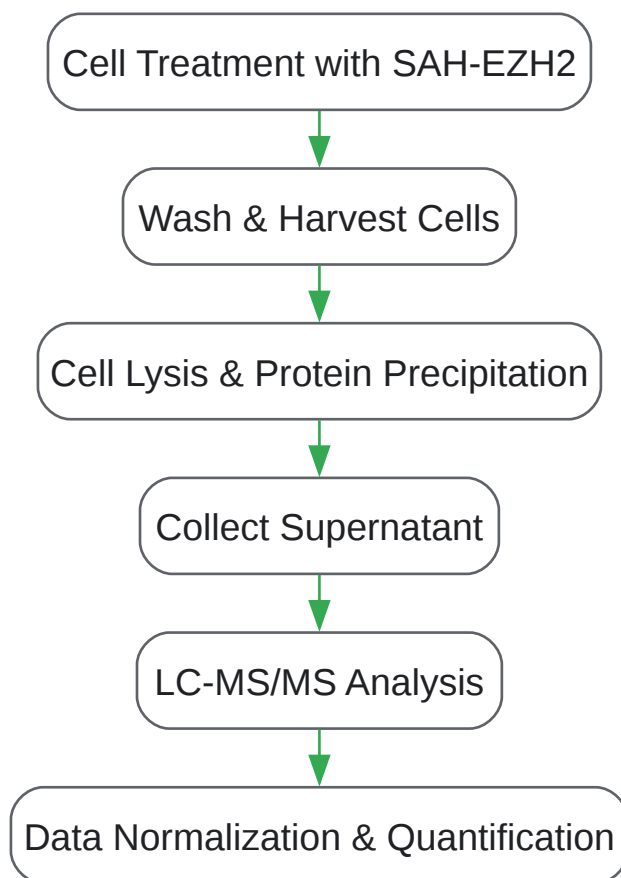 Cell Treatment with SAH-EZH2
Wash & Harvest Cells
Cell Lysis & Protein Precipitation
Collect Supernatant
LC-MS/MS Analysis
Data Normalization & Quantification